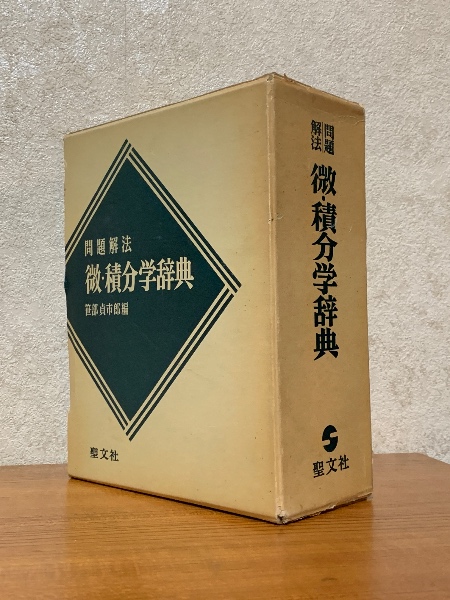 問題解法
微・積分学辞典
笹部貞市郎編
聖文社
問題
解法
微・積分学辞典
聖文社